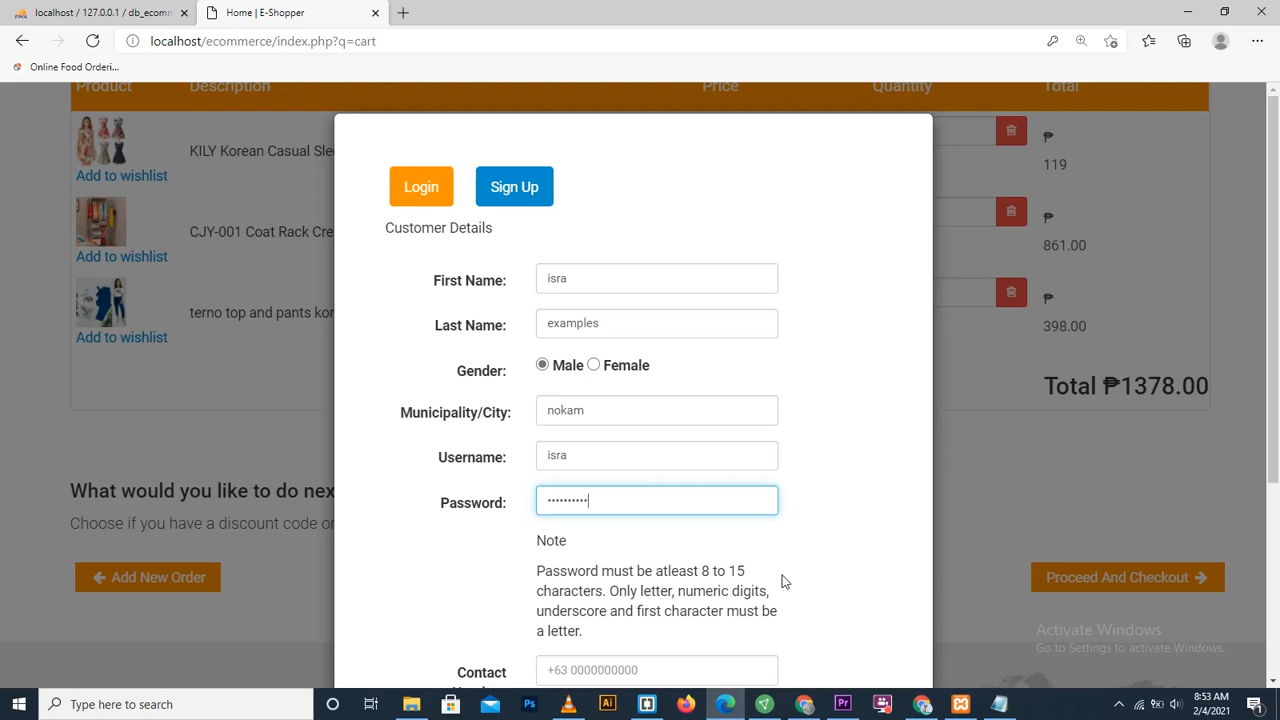 localhost / 127.0.0.1 / db_ecom
Home | E-Shopper
localhost/ecommerce/index.php?q=cart
Online Food Orderi...
Product Description Price Quantity Total
KILY Korean Casual Slee
Add to wishlist
₱
119
CJY-001 Coat Rack Cre
Add to wishlist
₱
861.00
terno top and pants kor
Add to wishlist
₱
398.00
Total ₱1378.00
Login Sign Up
Customer Details
First Name: isra
Last Name: examples
Gender: Male Female
Municipality/City: nokam
Username: isra
Password: ••••••••••
Note
Password must be atleast 8 to 15
characters. Only letter, numeric digits,
underscore and first character must be
a letter.
Contact +63 0000000000
What would you like to do nex
Choose if you have a discount code or
Add New Order
Proceed And Checkout
Activate Windows
Go to Settings to activate Windows.
Type here to search
8:53 AM
2/4/2021